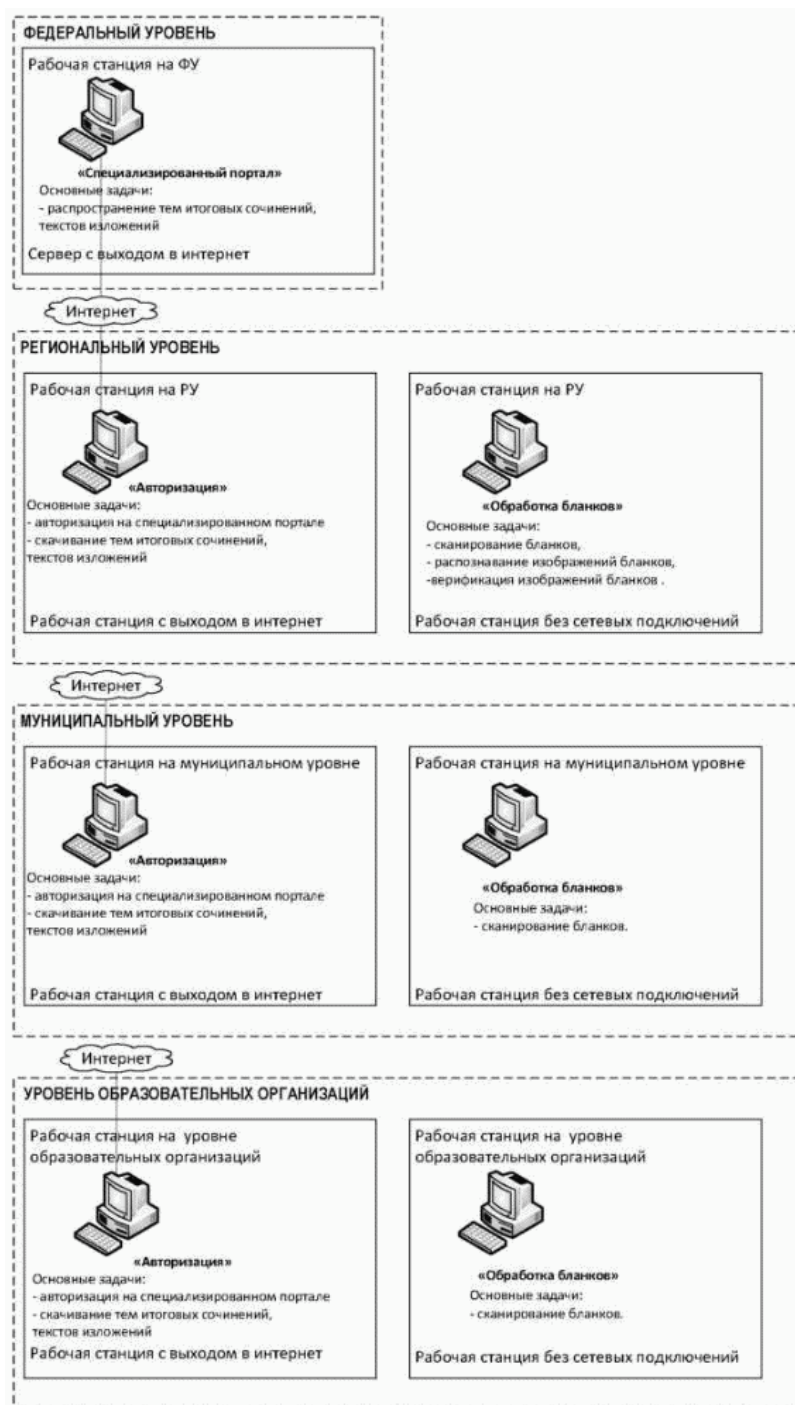 ФЕДЕРАЛЬНЫЙ УРОВЕНЬ
Рабочая станция на ФУ
«Специализированный портал»
Основные задачи:
- распространение тем итоговых сочинений,
текстов изложений
Сервер с выходом в интернет
Интернет
РЕГИОНАЛЬНЫЙ УРОВЕНЬ
Рабочая станция на РУ
«Авторизация»
Основные задачи:
- авторизация на специализированном портале
- скачивание тем итоговых сочинений,
текстов изложений
Рабочая станция с выходом в интернет
Рабочая станция на РУ
«Обработка бланков»
Основные задачи:
- сканирование бланков,
- распознавание изображений бланков,
-верификация изображений бланков .
Рабочая станция без сетевых подключений
Интернет
МУНИЦИПАЛЬНЫЙ УРОВЕНЬ
Рабочая станция на муниципальном уровне
«Авторизация»
Основные задачи:
- авторизация на специализированном портале
- скачивание тем итоговых сочинений,
текстов изложений
Рабочая станция с выходом в интернет
Рабочая станция на муниципальном уровне
«Обработка бланков»
Основные задачи:
- сканирование бланков.
Рабочая станция без сетевых подключений
Интернет
УРОВЕНЬ ОБРАЗОВАТЕЛЬНЫХ ОРГАНИЗАЦИЙ
Рабочая станция на уровне
образовательных организаций
«Авторизация»
Основные задачи:
- авторизация на специализированном портале
- скачивание тем итоговых сочинений,
текстов изложений
Рабочая станция с выходом в интернет
Рабочая станция на уровне
образовательных организаций
«Обработка бланков»
Основные задачи:
- сканирование бланков.
Рабочая станция без сетевых подключений